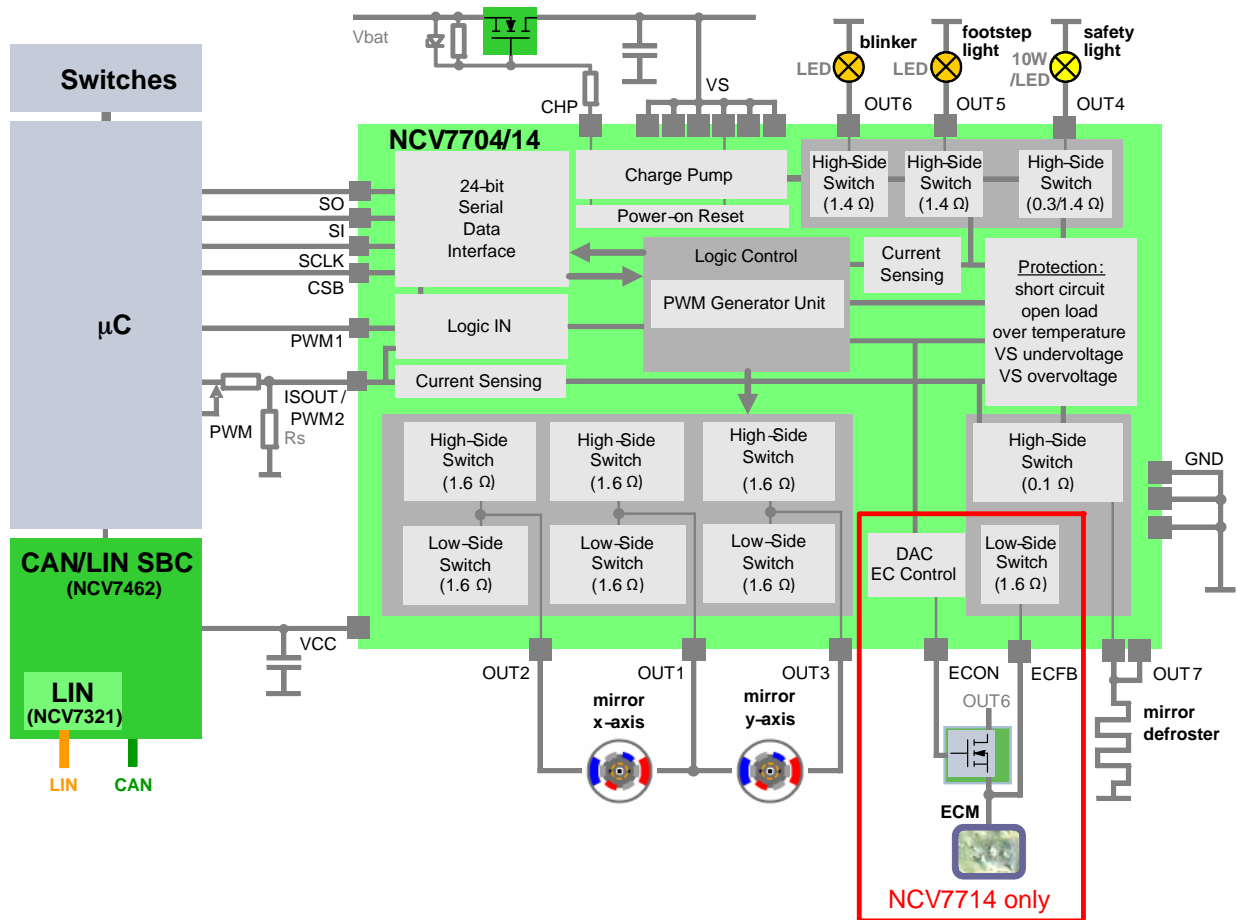 Vbat
blinker
footstep
light
safety
light
LED
LED
10W
/LED
VS
CHP
OUT6
OUT5
OUT4
Switches
μC
NCV7704/14
24–bit
Serial
Data
Interface
Charge Pump
Power–on Reset
High–Side
Switch
(1.4 Ω)
High–Side
Switch
(1.4 Ω)
High–Side
Switch
(0.3/1.4 Ω)
SO
SI
SCLK
CSB
PWM1
ISOUT /
PWM2
PWM
Rs
Logic Control
PWM Generator Unit
Current
Sensing
Protection:
short circuit
open load
over temperature
VS undervoltage
VS overvoltage
Logic IN
Current Sensing
High–Side
Switch
(1.6 Ω)
High–Side
Switch
(1.6 Ω)
High–Side
Switch
(1.6 Ω)
High–Side
Switch
(0.1 Ω)
GND
Low–Side
Switch
(1.6 Ω)
Low–Side
Switch
(1.6 Ω)
Low–Side
Switch
(1.6 Ω)
DAC
EC Control
Low–Side
Switch
(1.6 Ω)
CAN/LIN SBC
(NCV7462)
LIN
(NCV7321)
LIN
CAN
VCC
OUT2
OUT1
OUT3
ECON
ECFB
OUT7
mirror
x–axis
mirror
y–axis
OUT6
mirror
defroster
ECM
NCV7714 only